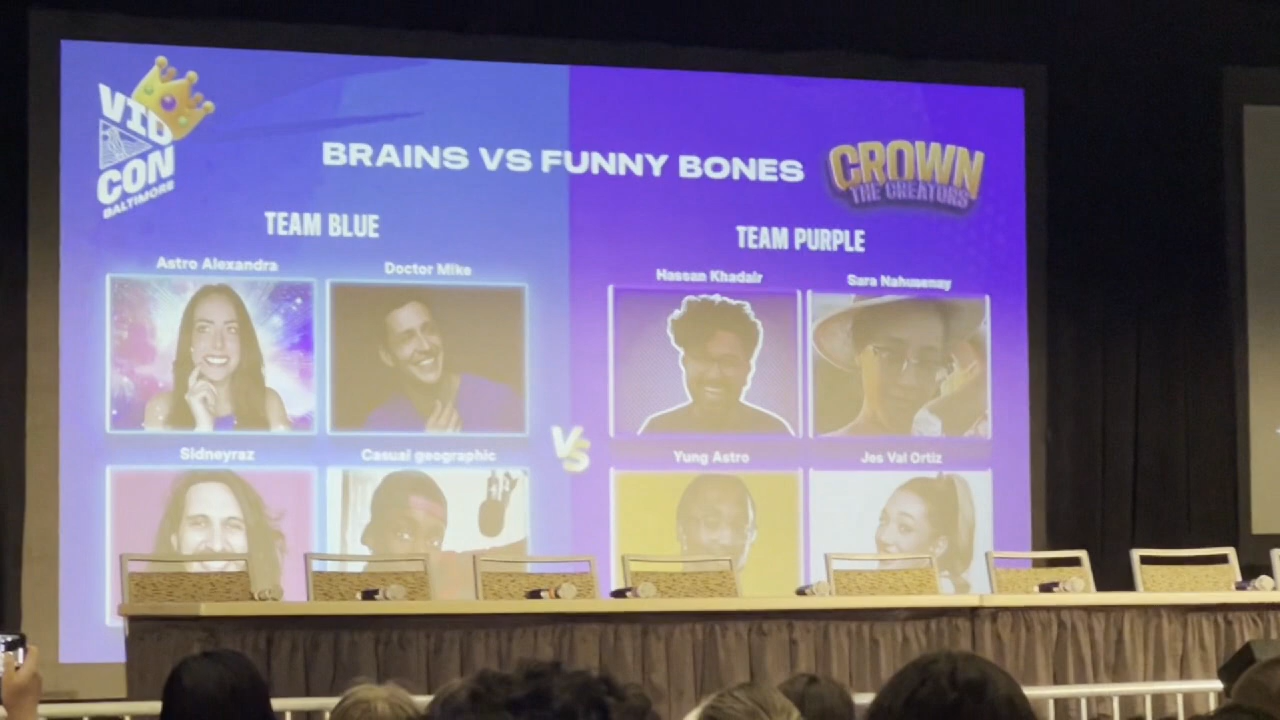 VID
CON
BALTIMORE
BRAINS VS FUNNY BONES
CROWN
THE CREATORS
TEAM BLUE
TEAM PURPLE
Astro Alexandra
Doctor Mike
Hassan Khadair
Sara Nahusenay
Sidneyraz
Casual geographic
VS
Yung Astro
Jes Val Ortiz